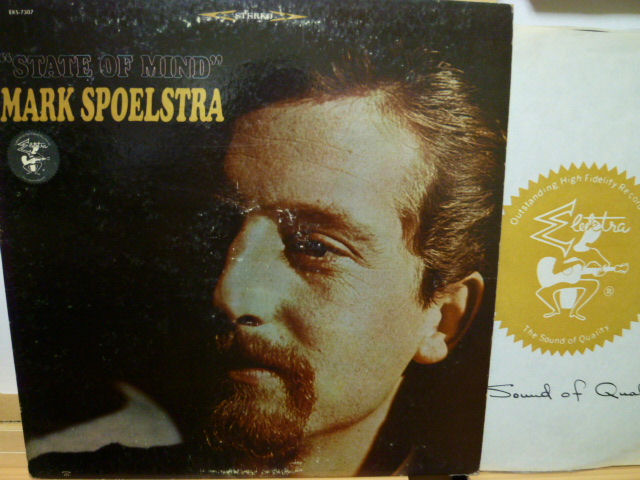 EKS-7307
STEREO
"STATE OF MIND"
MARK SPOELSTRA
Elektra
Outstanding High Fidelity Reco
Elektra
®
The Sound of Quality
Sound of Qual